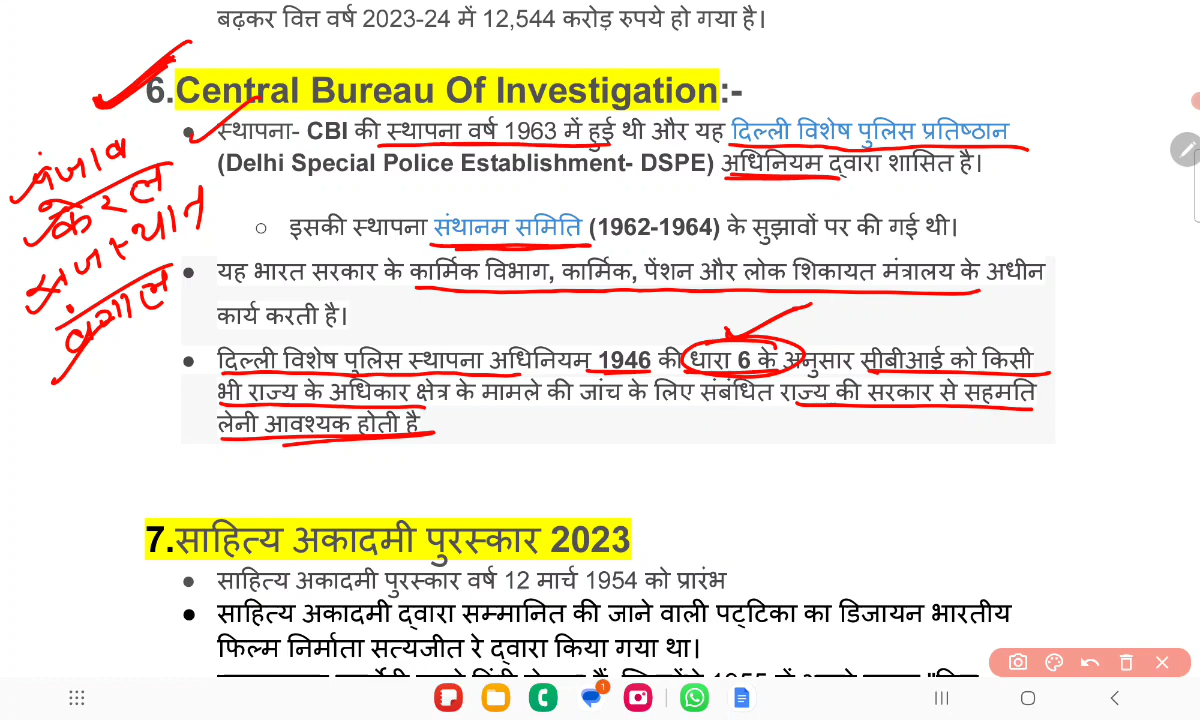 बढ़कर वित्त वर्ष 2023-24 में 12,544 करोड़ रुपये हो गया है।
6.Central Bureau Of Investigation:-
स्थापना- CBI की स्थापना वर्ष 1963 में हुई थी और यह दिल्ली विशेष पुलिस प्रतिष्ठान
(Delhi Special Police Establishment- DSPE) अधिनियम द्वारा शासित है।
इसकी स्थापना संथानम समिति (1962-1964) के सुझावों पर की गई थी।
यह भारत सरकार के कार्मिक विभाग, कार्मिक, पेंशन और लोक शिकायत मंत्रालय के अधीन
कार्य करती है।
दिल्ली विशेष पुलिस स्थापना अधिनियम 1946 की धारा 6 के अनुसार सीबीआई को किसी
भी राज्य के अधिकार क्षेत्र के मामले की जांच के लिए संबंधित राज्य की सरकार से सहमति
लेनी आवश्यक होती है
पंजाब
केरल
राजस्थान
बंगाल
7.साहित्य अकादमी पुरस्कार 2023
साहित्य अकादमी पुरस्कार वर्ष 12 मार्च 1954 को प्रारंभ
साहित्य अकादमी द्वारा सम्मानित की जाने वाली पट्टिका का डिजायन भारतीय
फिल्म निर्माता सत्यजीत रे द्वारा किया गया था।
1